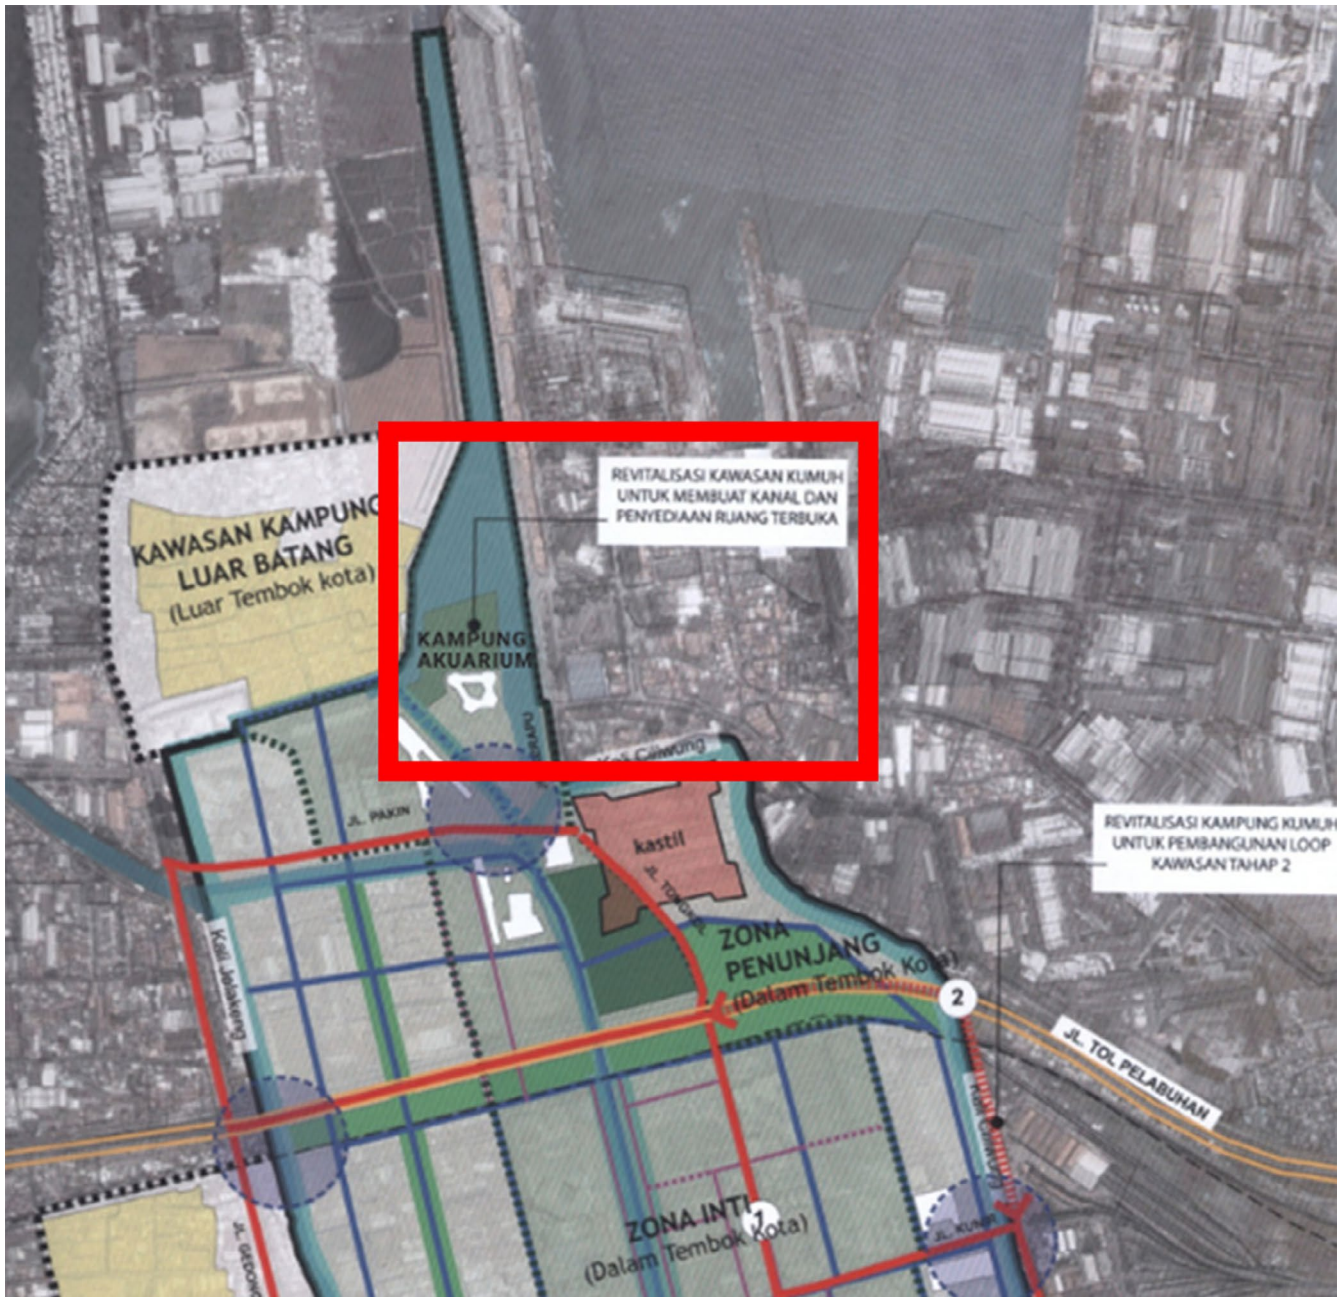 REVITALISASI KAWASAN KUMUH
UNTUK MEMBUAT KANAL DAN
PENYEDIAAN RUANG TERBUKA
KAWASAN KAMPUNG
LUAR BATANG
(Luar Tembok kota)
KAMPUNG
AKUARIUM
Kali Ciliwung
JL. PAKIN
kastil
JL. TONGKOL
REVITALISASI KAMPUNG KUMUH
UNTUK PEMBANGUNAN LOOP
KAWASAN TAHAP 2
Kali Jelakeng
ZONA
PENUNJANG
(Dalam Tembok Kota)
2
JL. TOL PELABUHAN
ZONA INTI
1
(Dalam Tembok Kota)
JL. KUNIR
JL. GEDONG